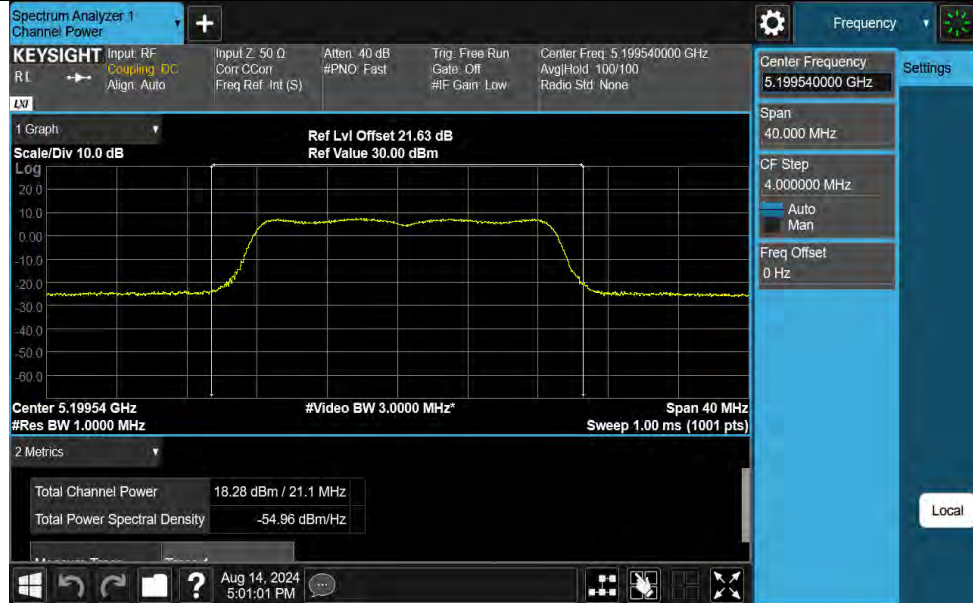 Spectrum Analyzer 1
Channel Power
+
Frequency
KEYSIGHT
R L
LXI
Input: RF
Coupling: DC
Align: Auto
Input Z: 50 Ω
Corr CCorr
Freq Ref: Int (S)
Atten: 40 dB
#PNO: Fast
Trig: Free Run
Gate: Off
#IF Gain: Low
Center Freq: 5.199540000 GHz
Avg|Hold: 100/100
Radio Std: None
Center Frequency
5.199540000 GHz
Settings
Span
40.000 MHz
CF Step
4.000000 MHz
Auto
Man
Freq Offset
0 Hz
1 Graph
Scale/Div 10.0 dB
Ref Lvl Offset 21.63 dB
Ref Value 30.00 dBm
Log
20.0
10.0
0.00
-10.0
-20.0
-30.0
-40.0
-50.0
-60.0
Center 5.19954 GHz
#Video BW 3.0000 MHz*
Span 40 MHz
#Res BW 1.0000 MHz
Sweep 1.00 ms (1001 pts)
2 Metrics
Total Channel Power
18.28 dBm / 21.1 MHz
Total Power Spectral Density
-54.96 dBm/Hz
Local
?
Aug 14, 2024
5:01:01 PM